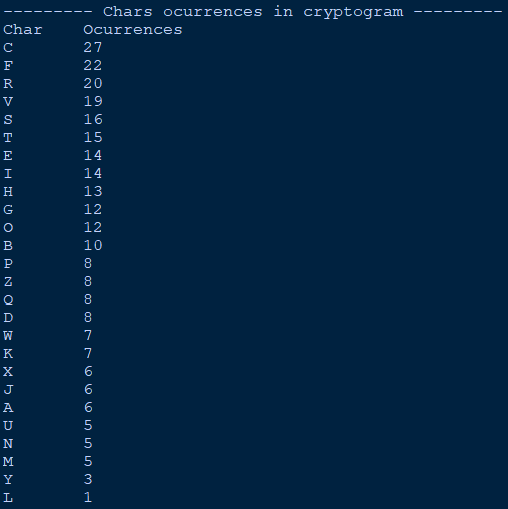 --------- Chars ocurrences in cryptogram ---------
Char    Ocurrences
C       27
F       22
R       20
V       19
S       16
T       15
E       14
I       14
H       13
G       12
O       12
B       10
P       8
Z       8
Q       8
D       8
W       7
K       7
X       6
J       6
A       6
U       5
N       5
M       5
Y       3
L       1